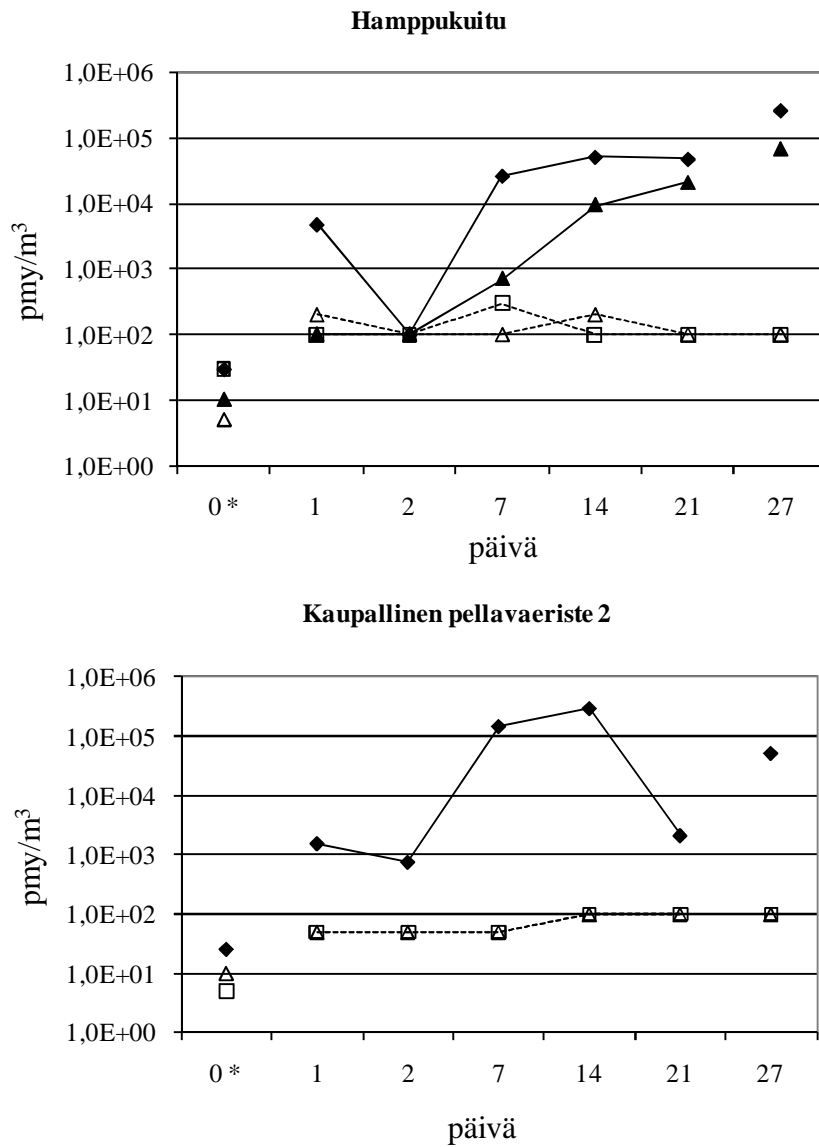 Hamppukuitu
1,0E+06
1,0E+05
1,0E+04
1,0E+03
1,0E+02
1,0E+01
1,0E+00
pmy/m³
0 * 1 2 7 14 21 27
päivä
Kaupallinen pellavaeriste 2
1,0E+06
1,0E+05
1,0E+04
1,0E+03
1,0E+02
1,0E+01
1,0E+00
pmy/m³
0 * 1 2 7 14 21 27
päivä